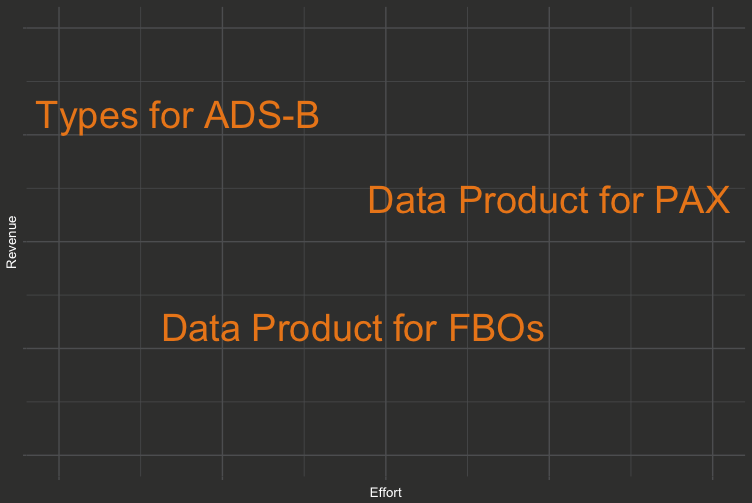 Types for ADS-B
Data Product for PAX
Revenue
Data Product for FBOs
Effort